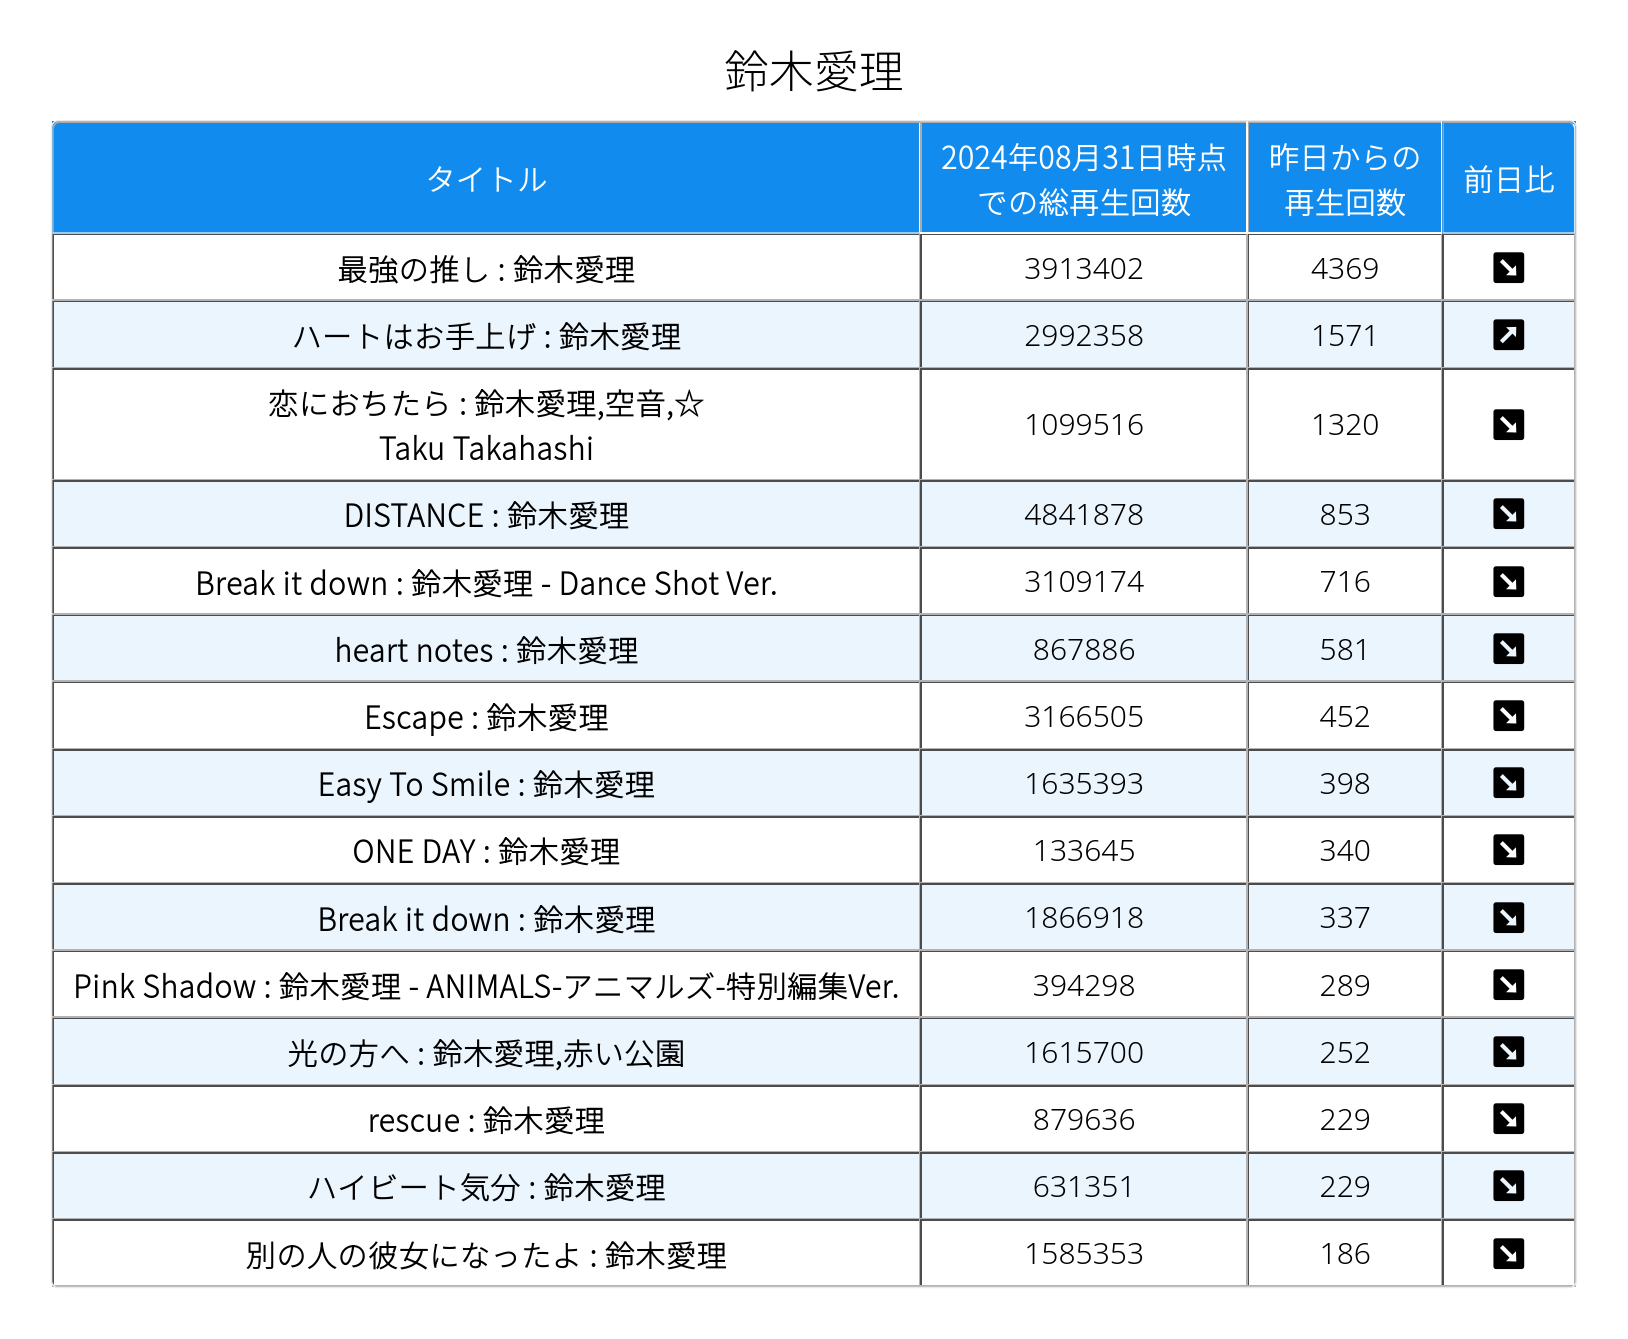 鈴木愛理
タイトル 2024年08月31日時点 昨日からの 前日比
での総再生回数 再生回数
最強の推し : 鈴木愛理 3913402 4369
ハートはお手上げ : 鈴木愛理 2992358 1571
恋におちたら : 鈴木愛理,空音,☆
Taku Takahashi 1099516 1320
DISTANCE : 鈴木愛理 4841878 853
Break it down : 鈴木愛理 - Dance Shot Ver. 3109174 716
heart notes : 鈴木愛理 867886 581
Escape : 鈴木愛理 3166505 452
Easy To Smile : 鈴木愛理 1635393 398
ONE DAY : 鈴木愛理 133645 340
Break it down : 鈴木愛理 1866918 337
Pink Shadow : 鈴木愛理 - ANIMALS-アニマルズ-特別編集Ver. 394298 289
光の方へ : 鈴木愛理,赤い公園 1615700 252
rescue : 鈴木愛理 879636 229
ハイビート気分 : 鈴木愛理 631351 229
別の人の彼女になったよ : 鈴木愛理 1585353 186